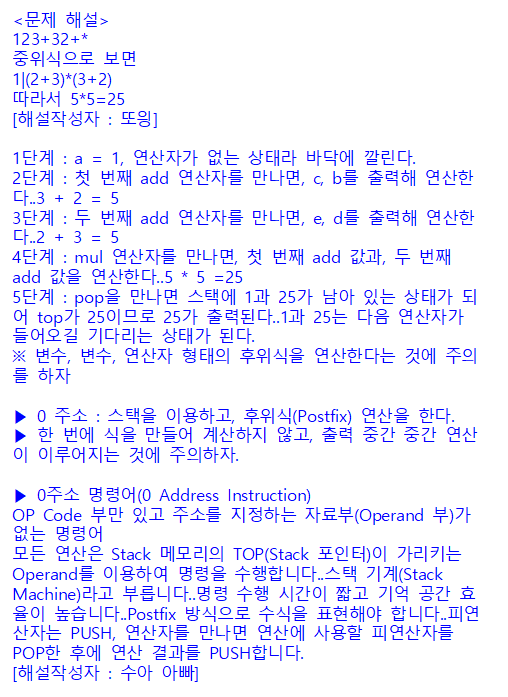 <문제 해설>
123+32+*
중위식으로 보면
1|(2+3)*(3+2)
따라서 5*5=25
[해설작성자 : 또윙]
1단계 : a = 1, 연산자가 없는 상태라 바닥에 깔린다.
2단계 : 첫 번째 add 연산자를 만나면, c, b를 출력해 연산한
다..3 + 2 = 5
3단계 : 두 번째 add 연산자를 만나면, e, d를 출력해 연산한
다..2 + 3 = 5
4단계 : mul 연산자를 만나면, 첫 번째 add 값과, 두 번째
add 값을 연산한다..5 * 5 =25
5단계 : pop을 만나면 스택에 1과 25가 남아 있는 상태가 되
어 top가 25이므로 25가 출력된다..1과 25는 다음 연산자가
들어오길 기다리는 상태가 된다.
※ 변수, 변수, 연산자 형태의 후위식을 연산한다는 것에 주의
를 하자
▶ 0 주소 : 스택을 이용하고, 후위식(Postfix) 연산을 한다.
▶ 한 번에 식을 만들어 계산하지 않고, 출력 중간 중간 연산
이 이루어지는 것에 주의하자.
▶ 0주소 명령어(0 Address Instruction)
OP Code 부만 있고 주소를 지정하는 자료부(Operand 부)가
없는 명령어
모든 연산은 Stack 메모리의 TOP(Stack 포인터)이 가리키는
Operand를 이용하여 명령을 수행합니다..스택 기계(Stack
Machine)라고 부릅니다..명령 수행 시간이 짧고 기억 공간 효
율이 높습니다..Postfix 방식으로 수식을 표현해야 합니다..피연
산자는 PUSH, 연산자를 만나면 연산에 사용할 피연산자를
POP한 후에 연산 결과를 PUSH합니다.
[해설작성자 : 수아 아빠]